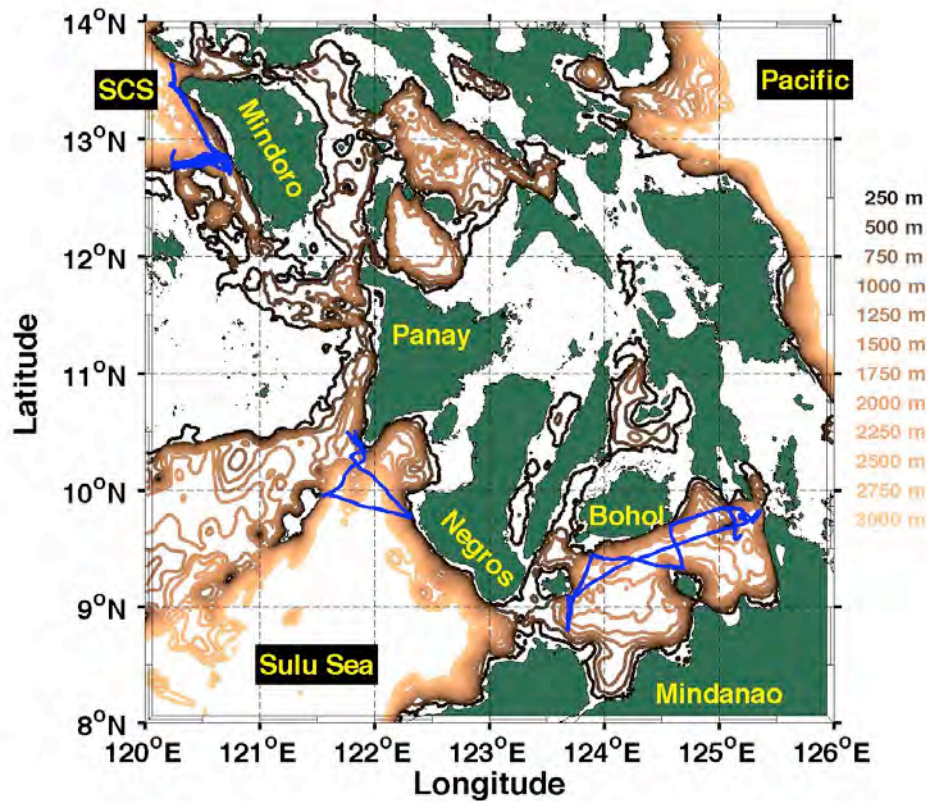 14°N
SCS
Pacific
13°N
Mindoro
250 m
500 m
750 m
12°N
1000 m
1250 m
Panay
1500 m
11°N
1750 m
2000 m
2250 m
2500 m
10°N
2750 m
3000 m
Bohol
Negros
9°N
Sulu Sea
Mindanao
8°N
120°E
121°E
122°E
123°E
124°E
125°E
126°E
Latitude
Longitude